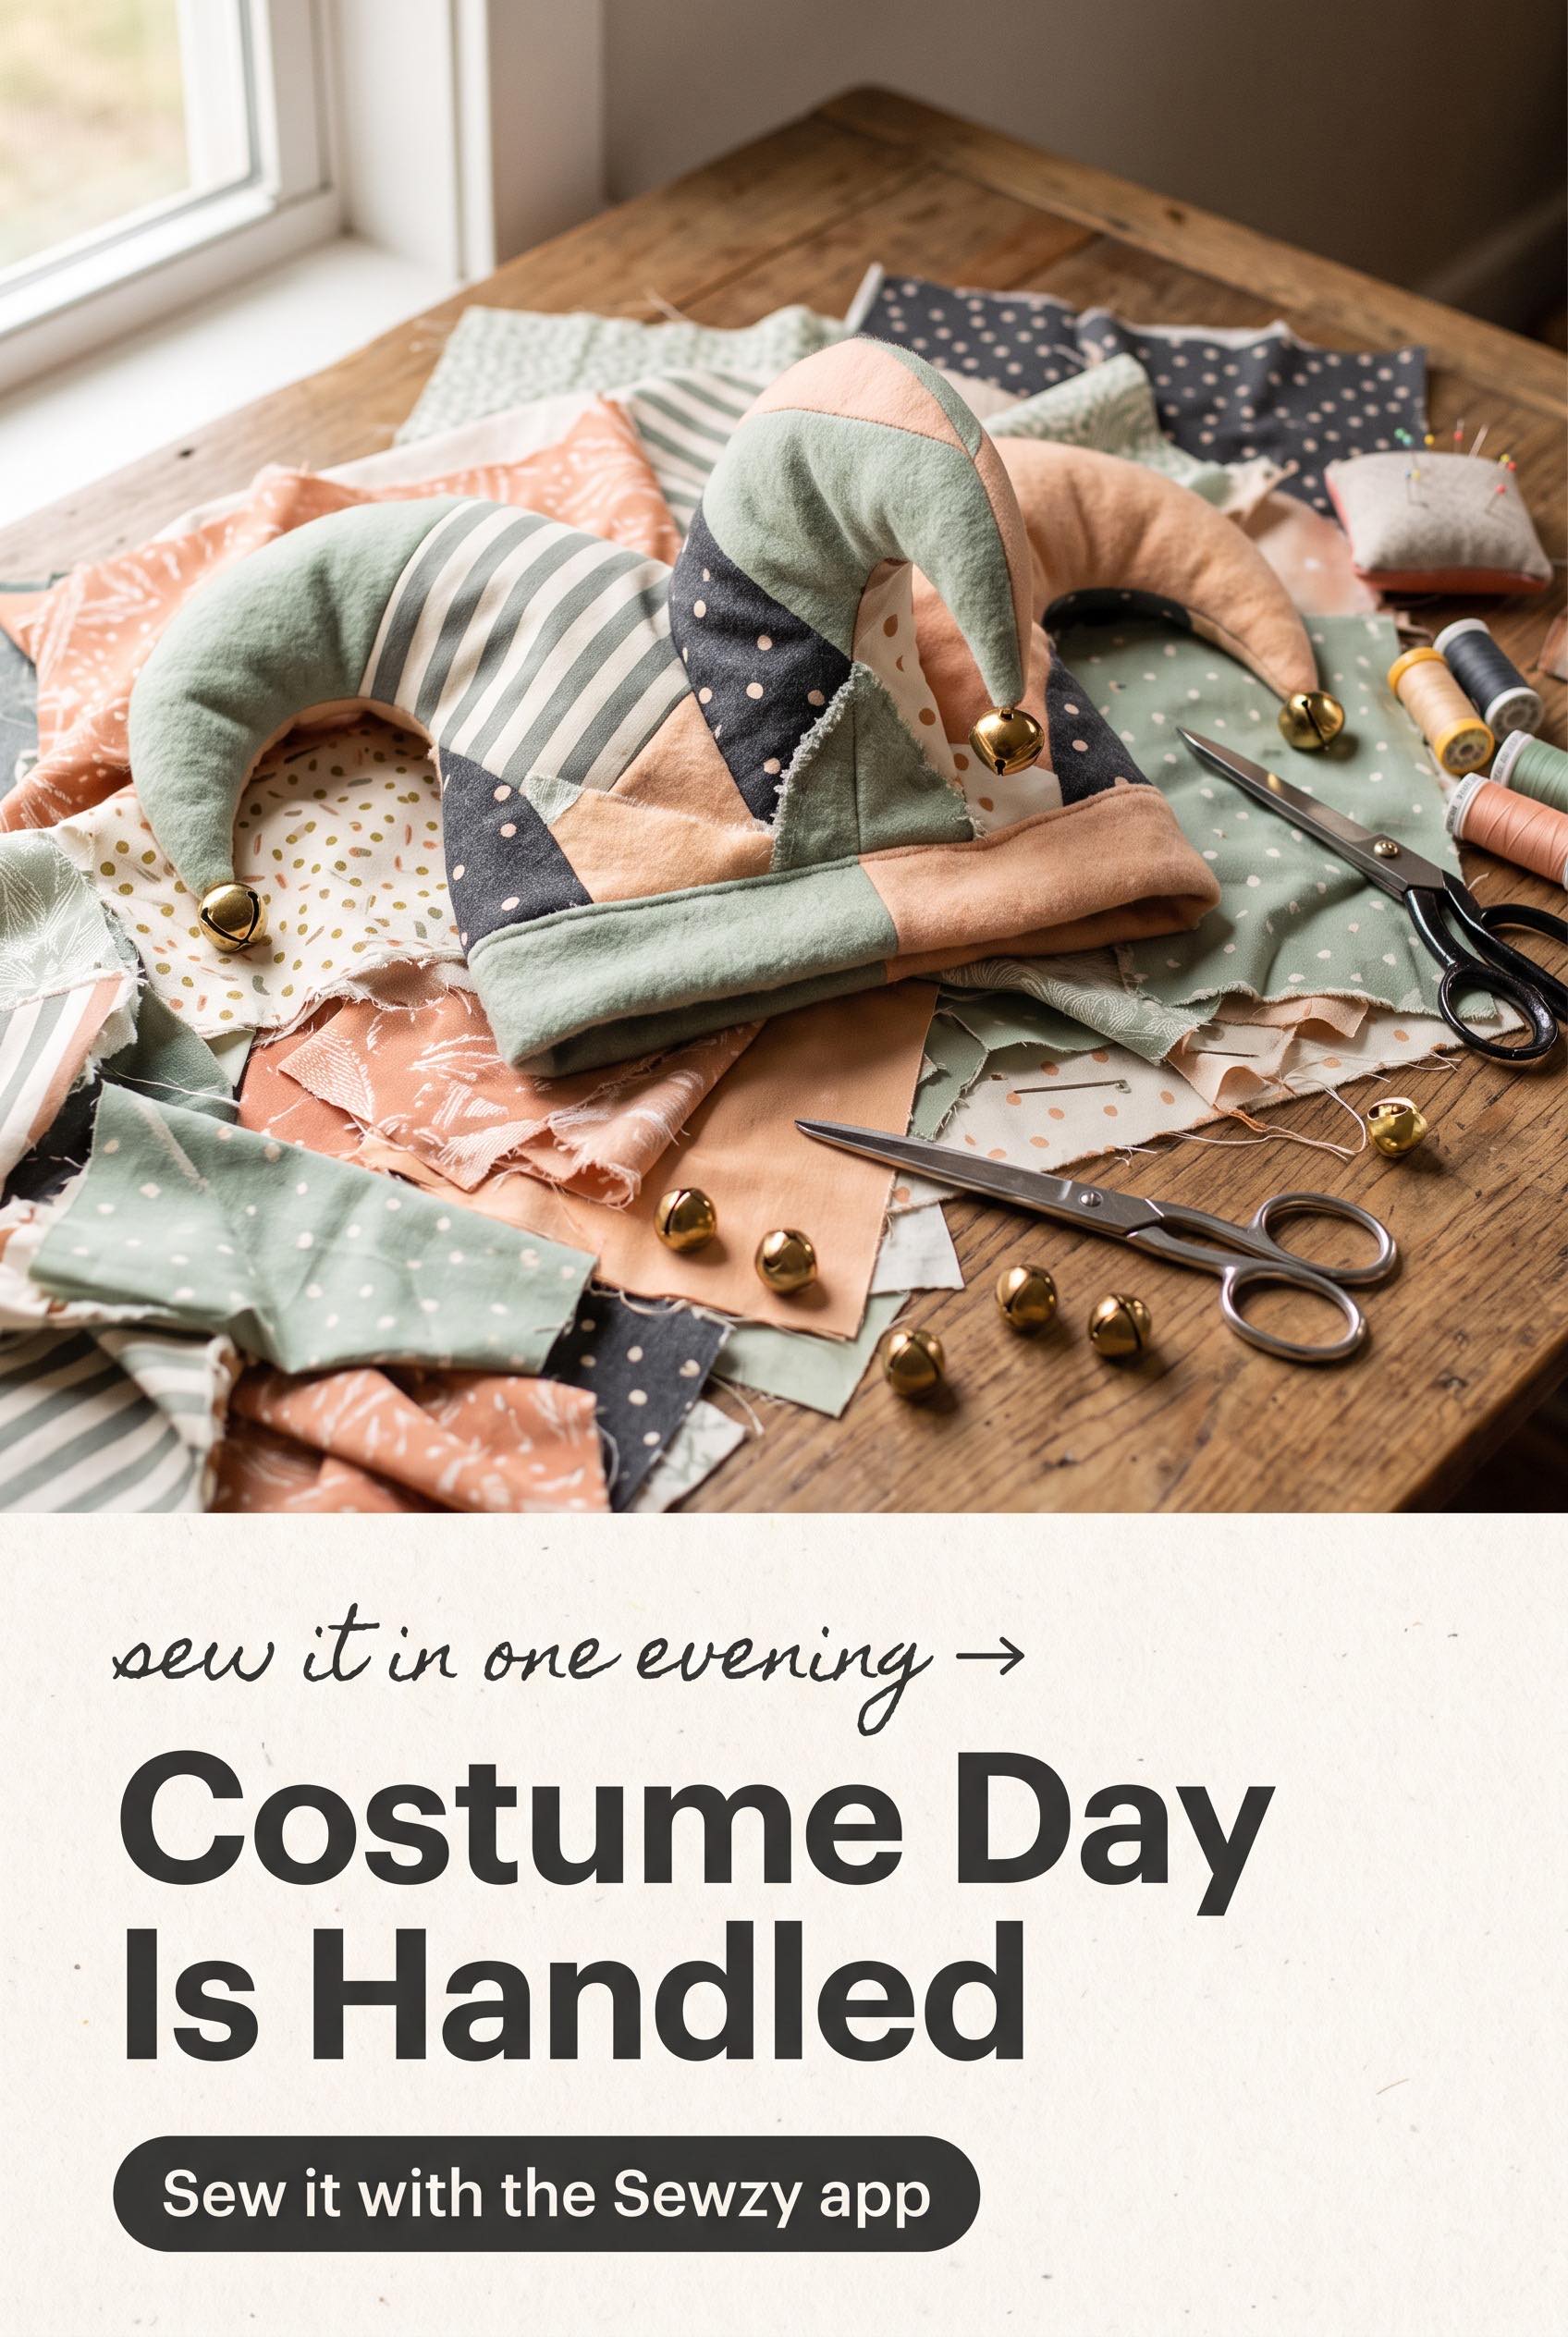 sew it in one evening →
Costume Day
Is Handled
Sew it with the Sewzy app